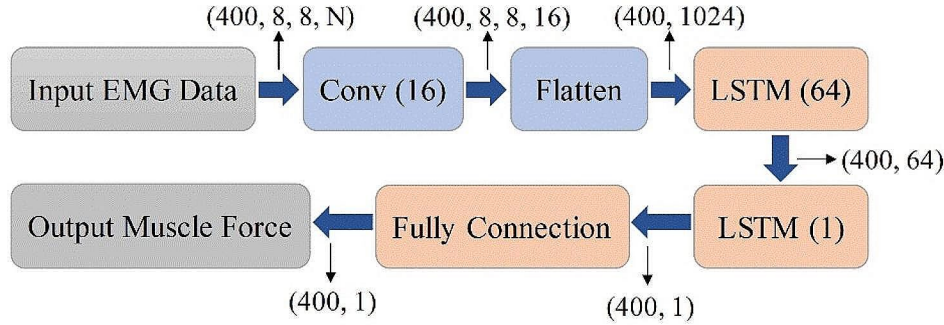 (400, 8, 8, N)
(400, 8, 8, 16)
(400, 1024)
Input EMG Data
Conv (16)
Flatten
LSTM (64)
(400, 64)
Output Muscle Force
Fully Connection
LSTM (1)
(400, 1)
(400, 1)